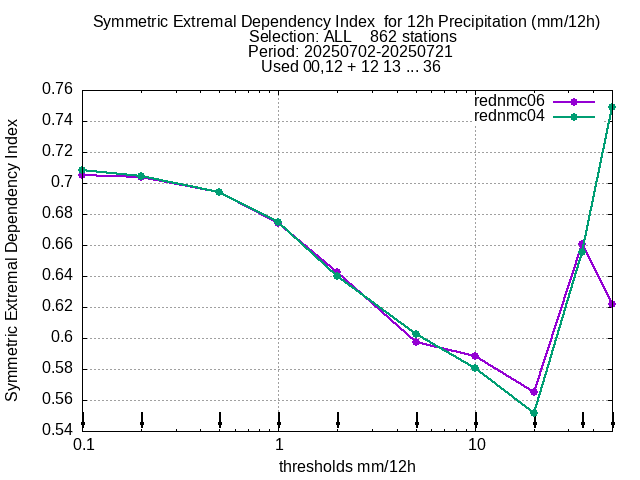 Symmetric Extremal Dependency Index  for 12h Precipitation (mm/12h)
Selection: ALL    862 stations
Period: 20250702-20250721
Used 00,12 + 12 13 ... 36
rednmc06
rednmc04
Symmetric Extremal Dependency Index
0.76
0.74
0.72
0.7
0.68
0.66
0.64
0.62
0.6
0.58
0.56
0.54
0.1 1 10
thresholds mm/12h